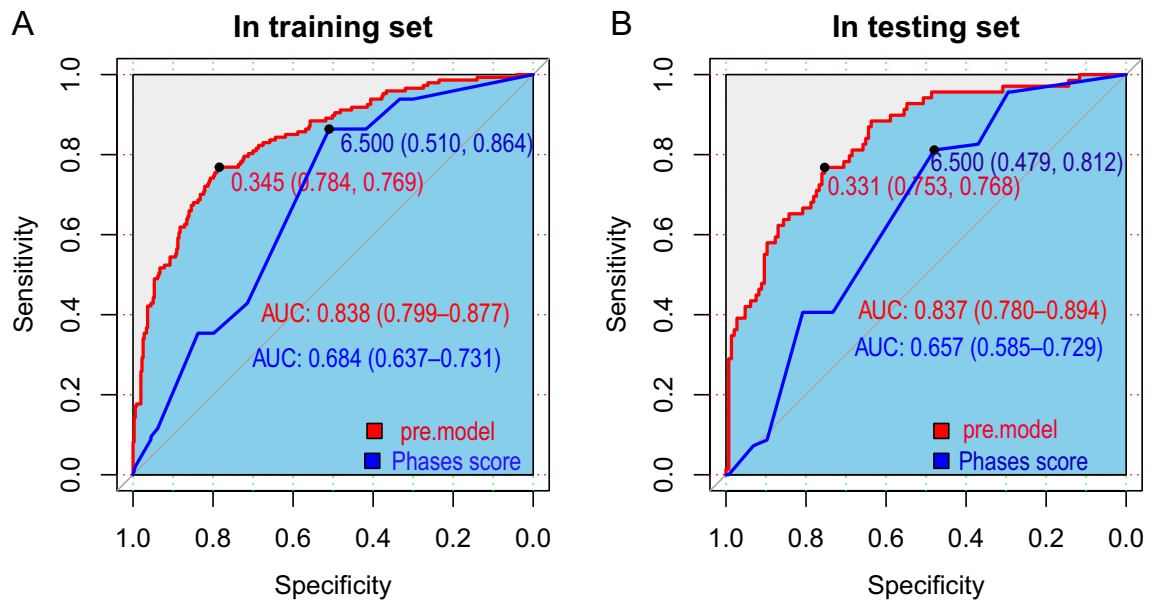 A
In training set
Sensitivity
1.0
0.8
0.6
0.4
0.2
0.0
6.500 (0.510, 0.864)
0.345 (0.784, 0.769)
AUC: 0.838 (0.799–0.877)
AUC: 0.684 (0.637–0.731)
pre.model
Phases score
1.0 0.8 0.6 0.4 0.2 0.0
Specificity
B
In testing set
Sensitivity
1.0
0.8
0.6
0.4
0.2
0.0
6.500 (0.479, 0.812)
0.331 (0.753, 0.768)
AUC: 0.837 (0.780–0.894)
AUC: 0.657 (0.585–0.729)
pre.model
Phases score
1.0 0.8 0.6 0.4 0.2 0.0
Specificity